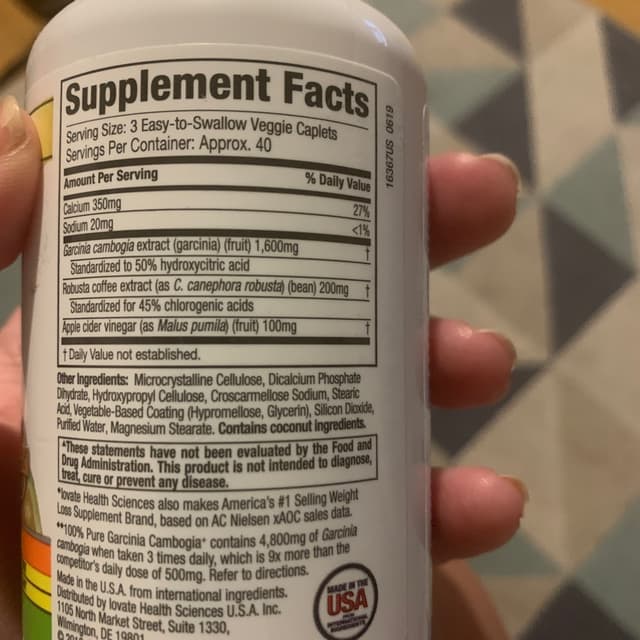 Supplement Facts
Serving Size: 3 Easy-to-Swallow Veggie Caplets
Servings Per Container: Approx. 40
Amount Per Serving % Daily Value
Calcium 350mg 27%
Sodium 20mg <1%
Garcinia cambogia extract (garcinia) (fruit) 1,600mg †
Standardized to 50% hydroxycitric acid
Robusta coffee extract (as C. canephora robusta) (bean) 200mg †
Standardized for 45% chlorogenic acids
Apple cider vinegar (as Malus pumila) (fruit) 100mg †
† Daily Value not established.
Other Ingredients: Microcrystalline Cellulose, Dicalcium Phosphate
Dihydrate, Hydroxypropyl Cellulose, Croscarmellose Sodium, Stearic
Acid, Vegetable-Based Coating (Hypromellose, Glycerin), Silicon Dioxide,
Purified Water, Magnesium Stearate. Contains coconut ingredients.
^These statements have not been evaluated by the Food and
Drug Administration. This product is not intended to diagnose,
treat, cure or prevent any disease.
*Iovate Health Sciences also makes America's #1 Selling Weight
Loss Supplement Brand, based on AC Nielsen xAOC sales data.
**100% Pure Garcinia Cambogia+ contains 4,800mg of Garcinia
cambogia when taken 3 times daily, which is 9x more than the
competitor's daily dose of 500mg. Refer to directions.
Made in the U.S.A. from international ingredients.
Distributed by Iovate Health Sciences U.S.A. Inc.
1105 North Market Street, Suite 1330,
Wilmington, DE 19801
16367US 0619
MADE IN THE
USA